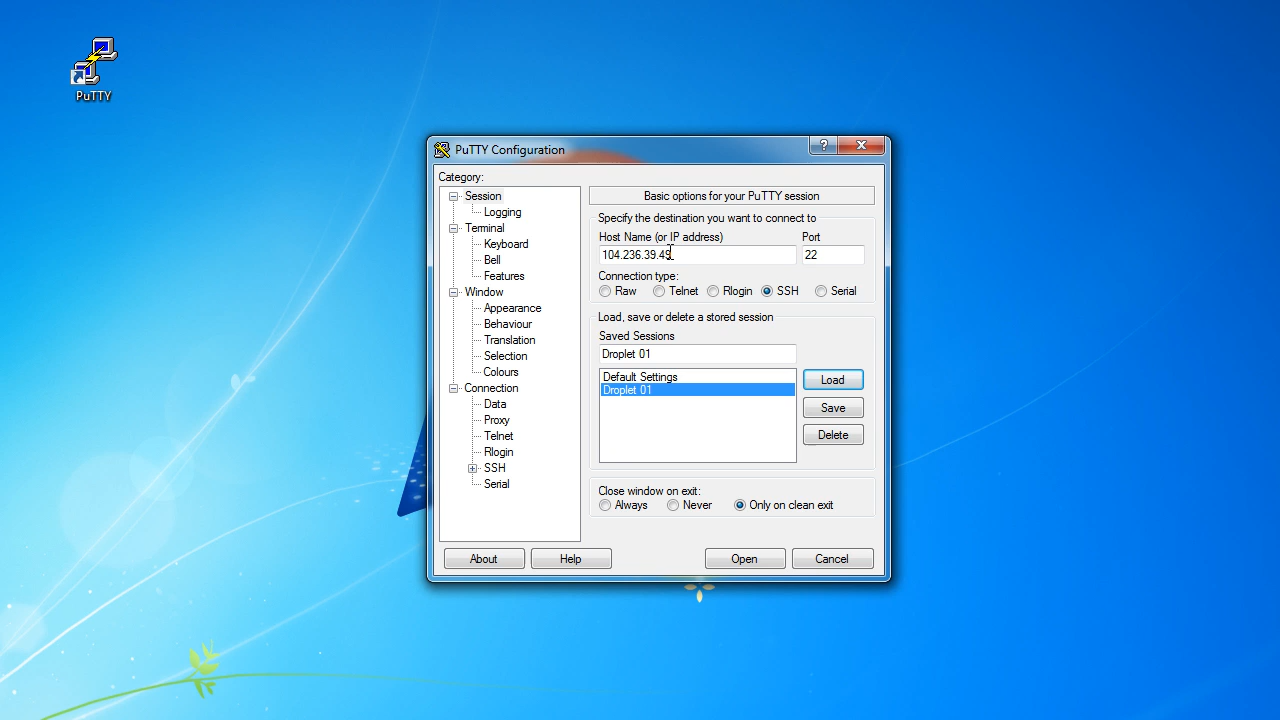 PuTTY
PuTTY Configuration
?
Category:
Session
Logging
Terminal
Keyboard
Bell
Features
Window
Appearance
Behaviour
Translation
Selection
Colours
Connection
Data
Proxy
Telnet
Rlogin
SSH
Serial
Basic options for your PuTTY session
Specify the destination you want to connect to
Host Name (or IP address) Port
104.236.39.49 22
Connection type:
Raw Telnet Rlogin SSH Serial
Load, save or delete a stored session
Saved Sessions
Droplet 01
Default Settings
Droplet 01
Load
Save
Delete
Close window on exit:
Always Never Only on clean exit
About Help Open Cancel